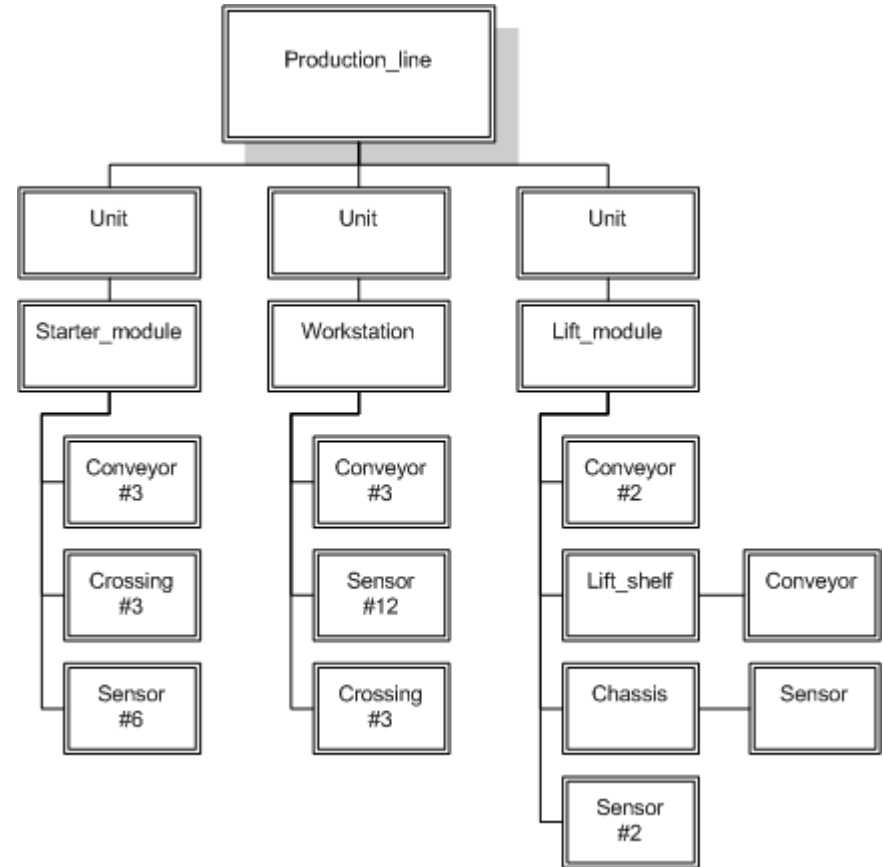 Production_line
Unit
Unit
Unit
Starter_module
Workstation
Lift_module
Conveyor
#3
Conveyor
#3
Conveyor
#2
Crossing
#3
Sensor
#12
Lift_shelf
Conveyor
Sensor
#6
Crossing
#3
Chassis
Sensor
Sensor
#2